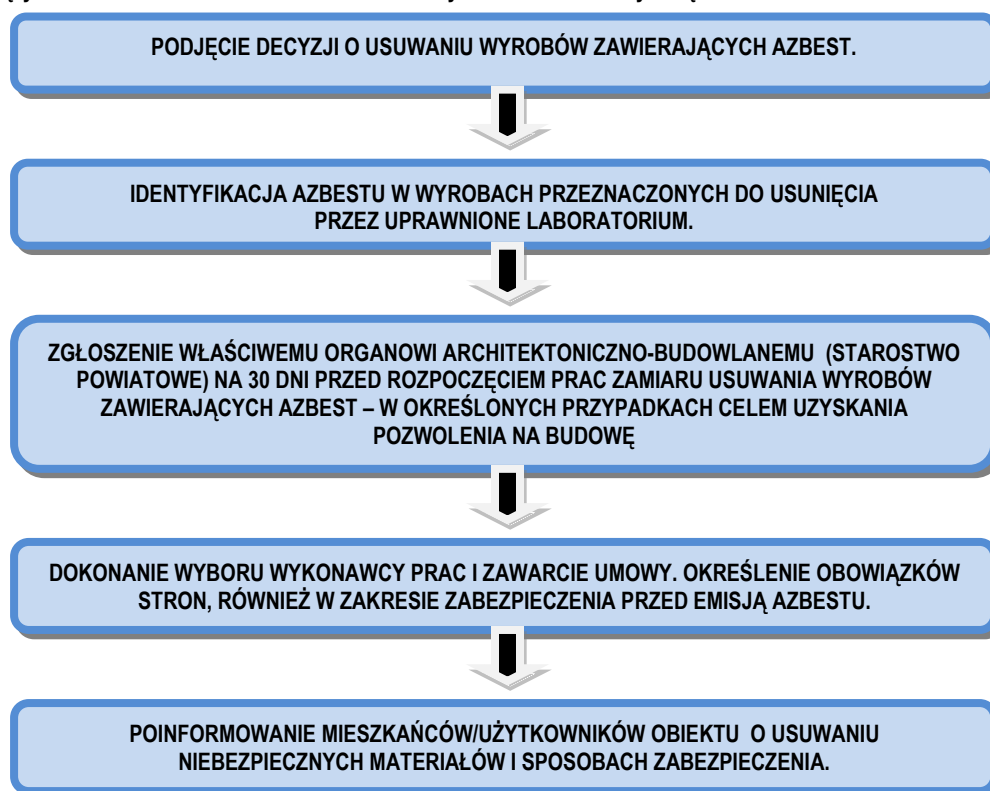 PODJĘCIE DECYZJI O USUWANIU WYROBÓW ZAWIERAJĄCYCH AZBEST.
IDENTYFIKACJA AZBESTU W WYROBACH PRZEZNACZONYCH DO USUNIĘCIA
PRZEZ UPRAWNIONE LABORATORIUM.
ZGŁOSZENIE WŁAŚCIWEMU ORGANOWI ARCHITEKTONICZNO-BUDOWLANEMU (STAROSTWO
POWIATOWE) NA 30 DNI PRZED ROZPOCZĘCIEM PRAC ZAMIARU USUWANIA WYROBÓW
ZAWIERAJĄCYCH AZBEST – W OKREŚLONYCH PRZYPADKACH CELEM UZYSKANIA
POZWOLENIA NA BUDOWĘ
DOKONANIE WYBORU WYKONAWCY PRAC I ZAWARCIE UMOWY. OKREŚLENIE OBOWIĄZKÓW
STRON, RÓWNIEŻ W ZAKRESIE ZABEZPIECZENIA PRZED EMISJĄ AZBESTU.
POINFORMOWANIE MIESZKAŃCÓW/UŻYTKOWNIKÓW OBIEKTU O USUWANIU
NIEBEZPIECZNYCH MATERIAŁÓW I SPOSOBACH ZABEZPIECZENIA.